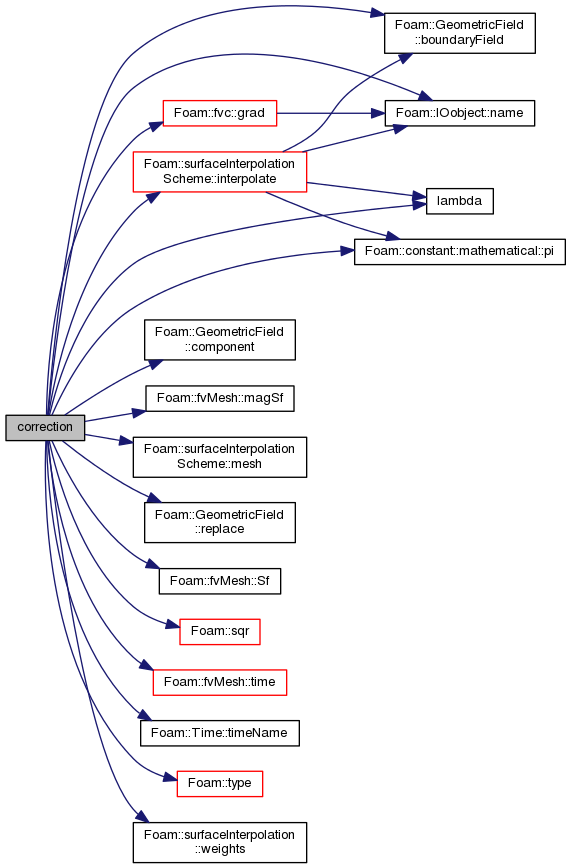 Foam::GeometricField
::boundaryField
Foam::fvc::grad
Foam::IOobject::name
Foam::surfaceInterpolation
Scheme::interpolate
lambda
Foam::constant::mathematical::pi
Foam::GeometricField
::component
Foam::fvMesh::magSf
correction
Foam::surfaceInterpolation
Scheme::mesh
Foam::GeometricField
::replace
Foam::fvMesh::Sf
Foam::sqr
Foam::fvMesh::time
Foam::Time::timeName
Foam::type
Foam::surfaceInterpolation
::weights